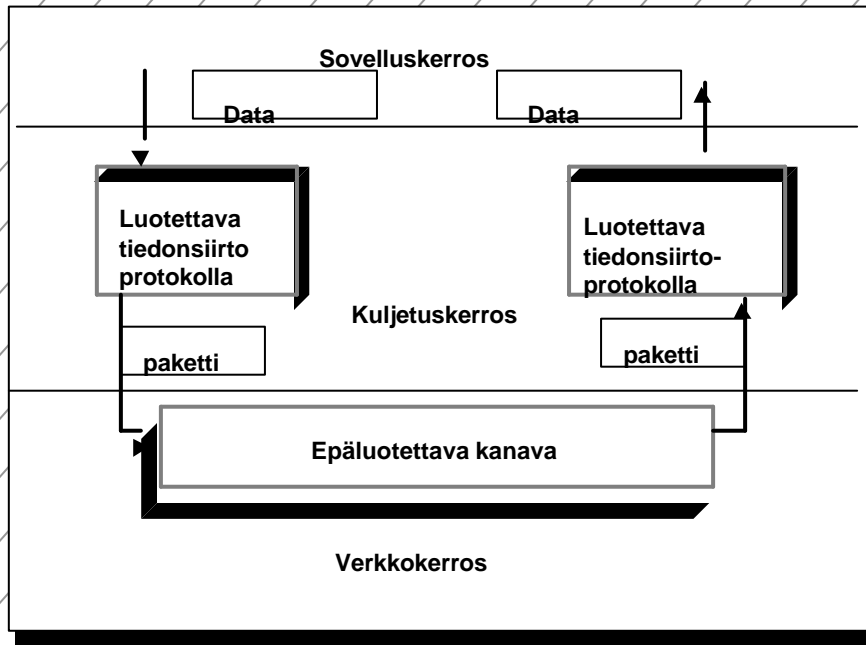 Sovelluskerros
Data
Data
Luotettava
tiedonsiirto
protokolla
Luotettava
tiedonsiirto-
protokolla
Kuljetuskerros
paketti
paketti
Epäluotettava kanava
Verkkokerros